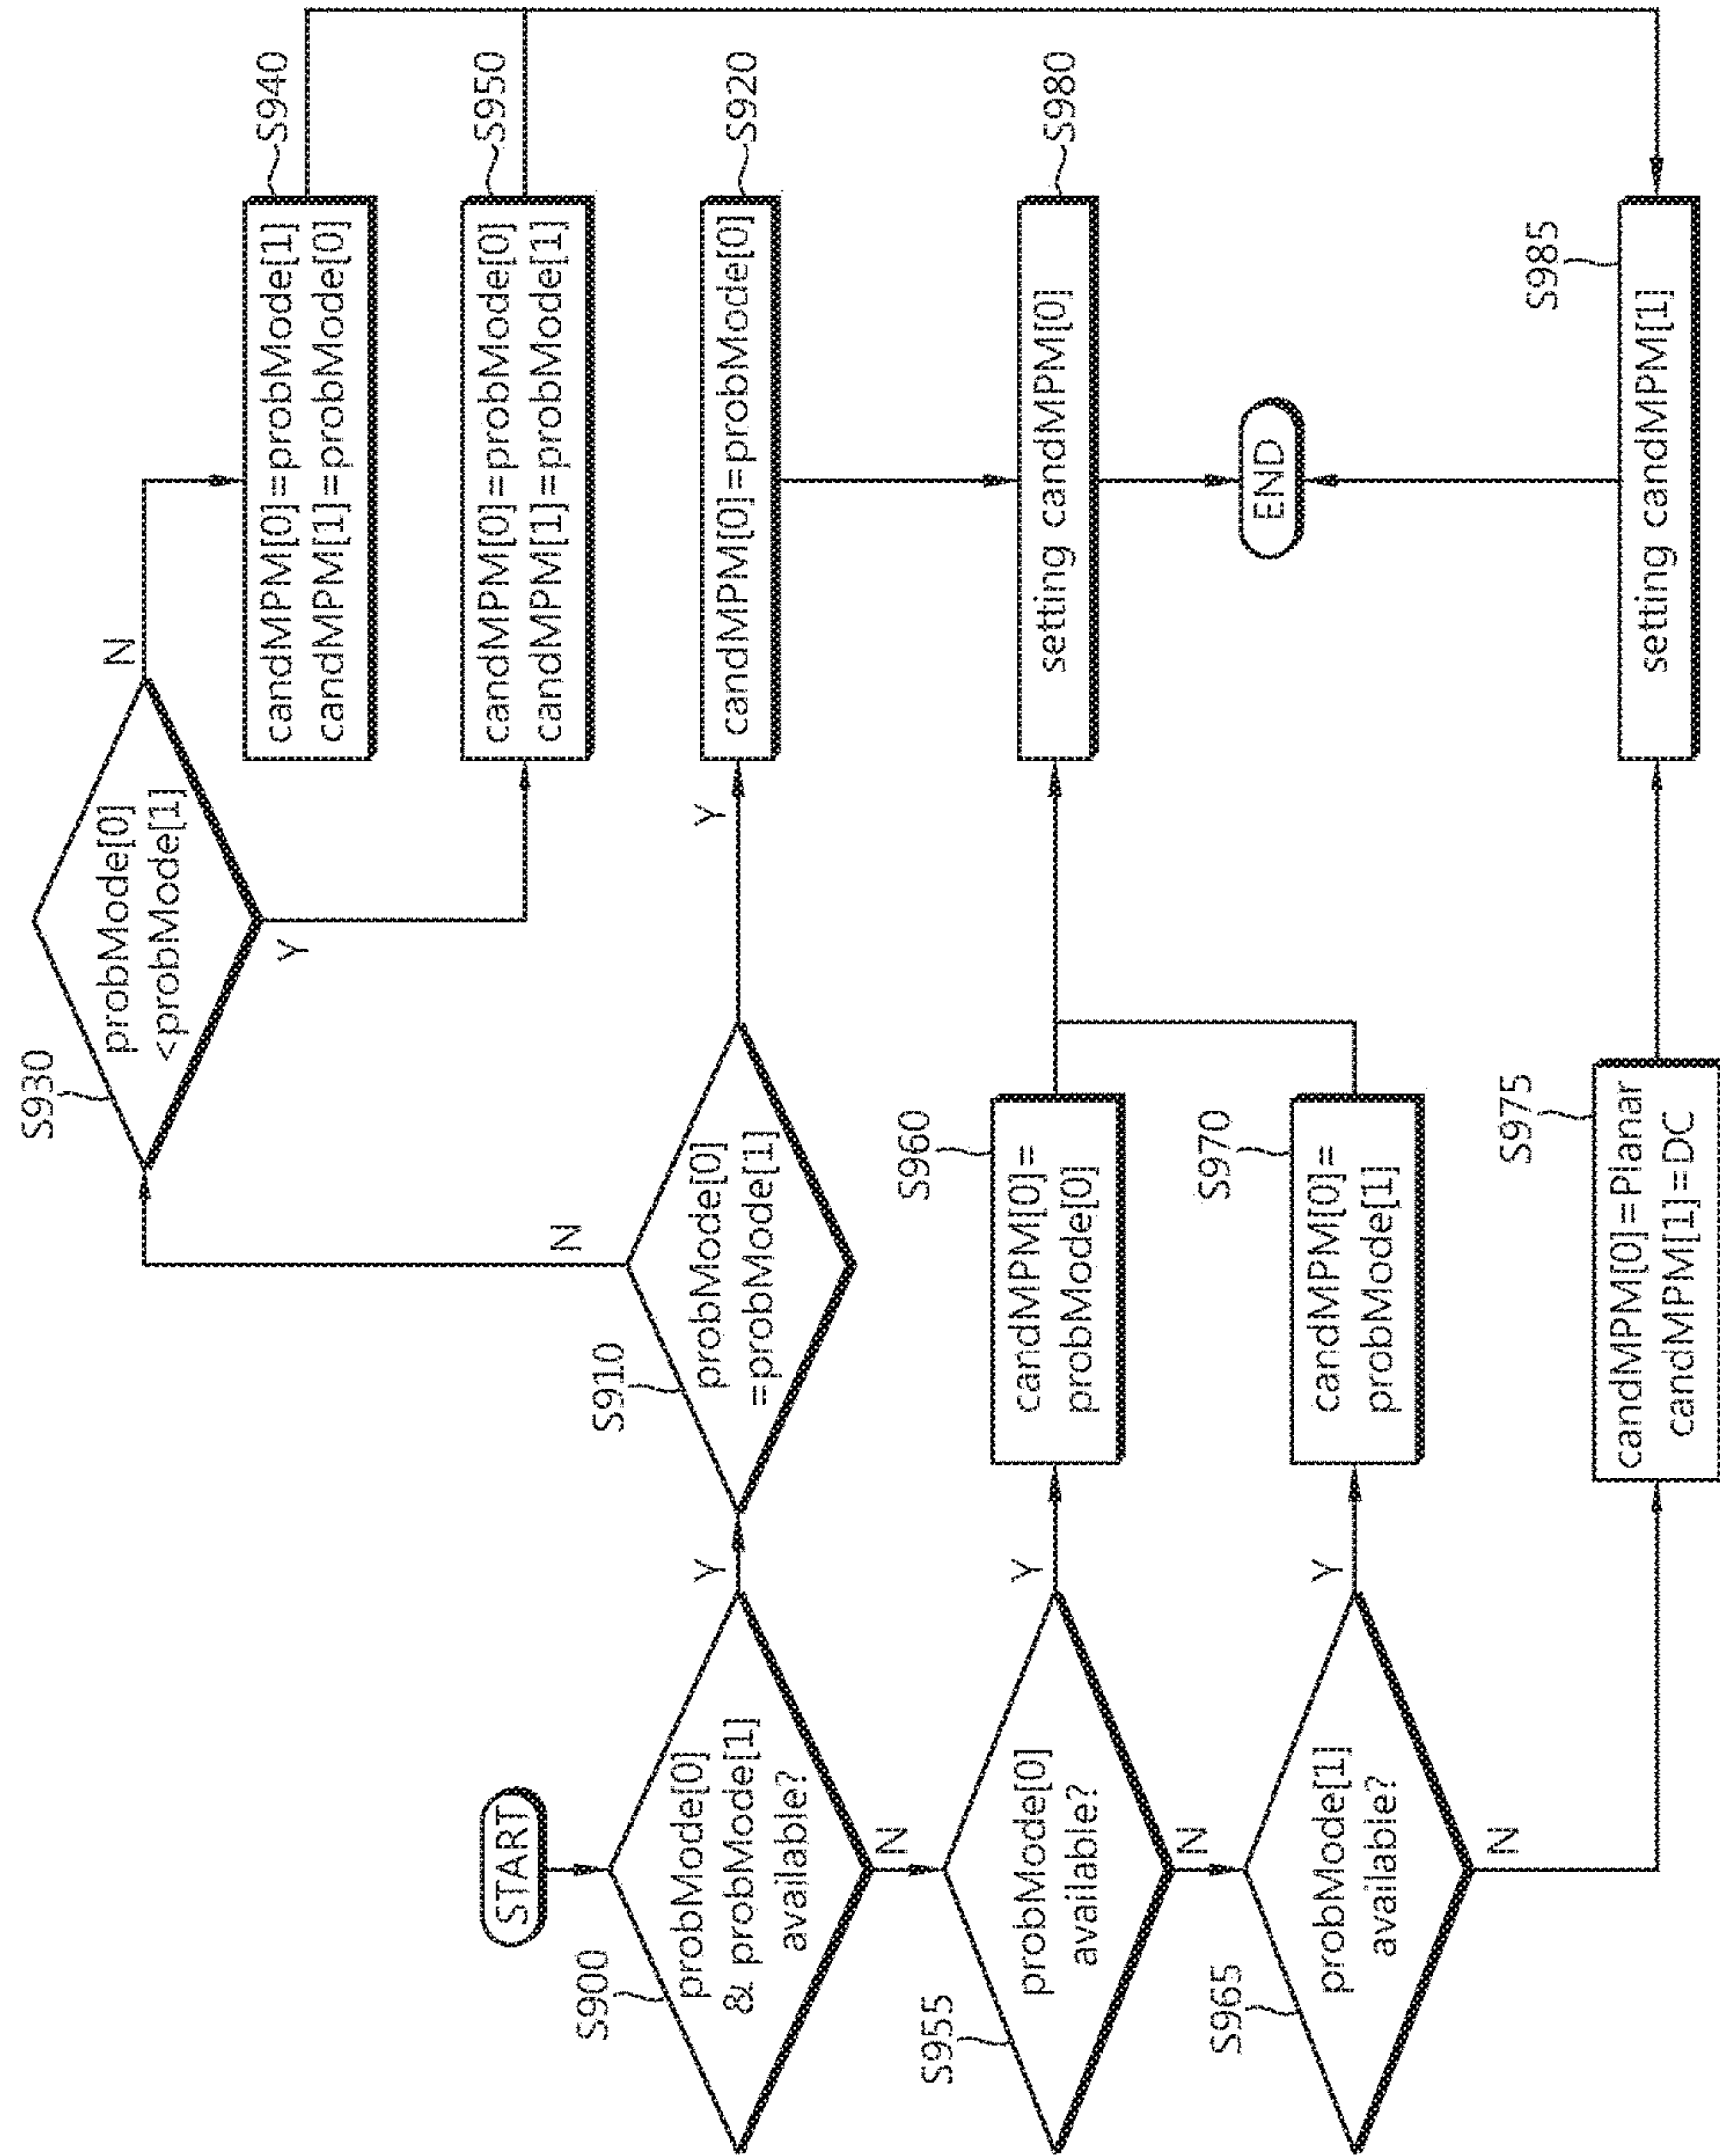 START
S900
probMode[0]
& probMode[1]
available?
Y
N
S910
probMode[0]
=probMode[1]
N
Y
S930
probMode[0]
<probMode[1]
N
Y
candMPM[0]=probMode[1]
candMPM[1]=probMode[0]
S940
candMPM[0]=probMode[0]
candMPM[1]=probMode[1]
S950
candMPM[0]=probMode[0]
S920
S955
probMode[0]
available?
Y
N
candMPM[0]=
probMode[0]
S960
setting candMPM[0]
S980
S965
probMode[1]
available?
Y
N
candMPM[0]=
probMode[1]
S970
END
candMPM[0]=Planar
candMPM[1]=DC
S975
setting candMPM[1]
S985